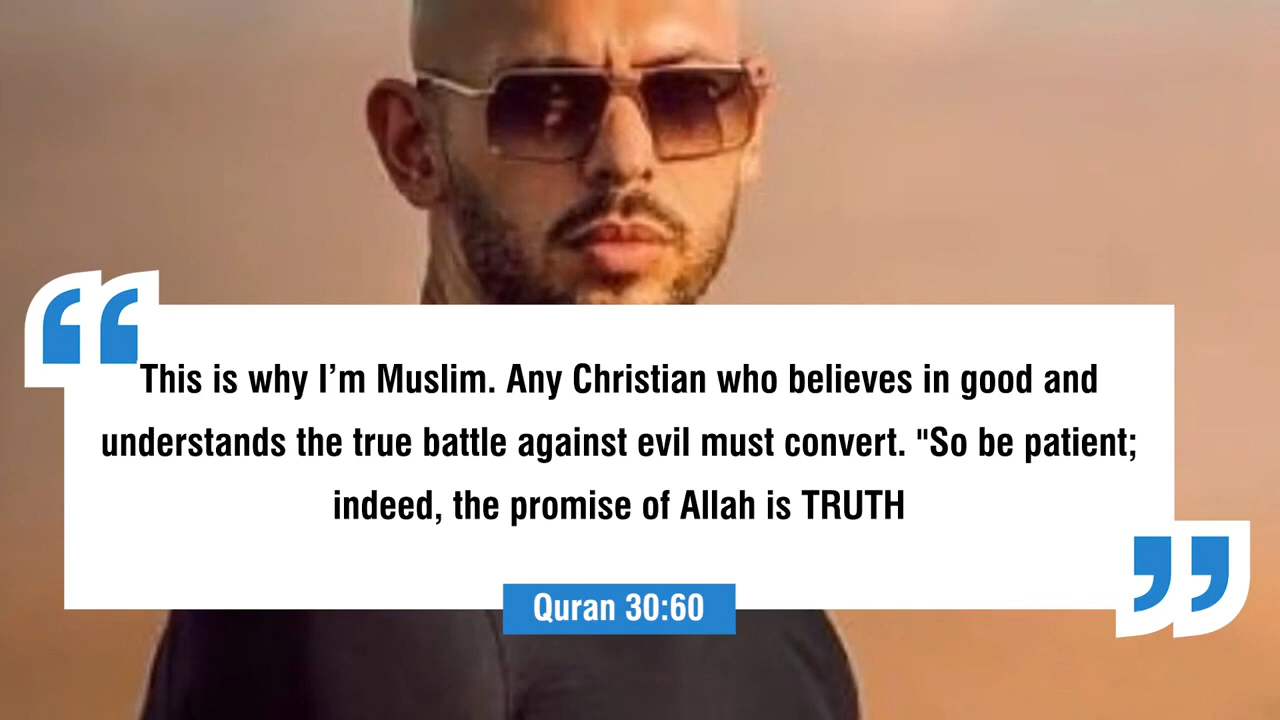 This is why I’m Muslim. Any Christian who believes in good and
understands the true battle against evil must convert. "So be patient;
indeed, the promise of Allah is TRUTH
Quran 30:60